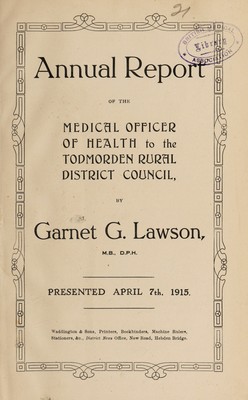 21
Annual Report
OF THE
MEDICAL OFFICER
OF HEALTH to the
TODMORDEN RURAL
DISTRICT COUNCIL,
BY
Garnet G. Lawson,
M.B., D.P.H.
PRESENTED APRIL 7th, 1915.
Waddington & Sons, Printers, Bookbinders, Machine Rulers,
Stationers, &c., District News Office, New Road, Hebden Bridge.